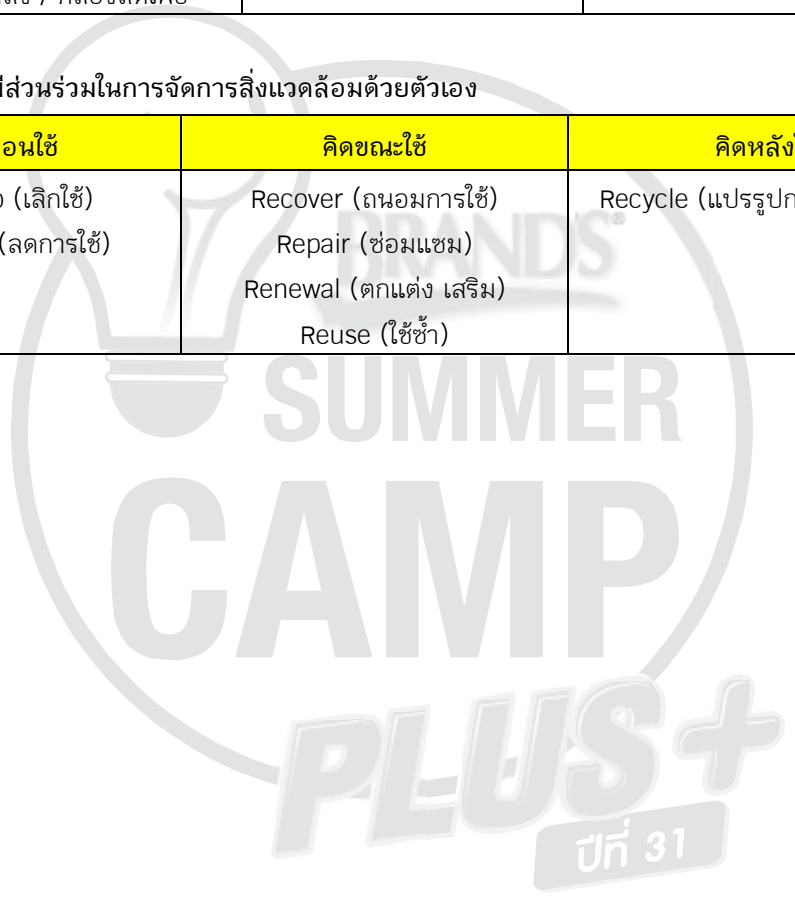 มีส่วนร่วมในการจัดการสิ่งแวดล้อมด้วยตัวเอง
อนใช้ คิดขณะใช้ คิดหลัง
(เลิกใช้) Recover (ถนอมการใช้) Recycle (แปรรูป
(ลดการใช้) Repair (ซ่อมแซม)
Renewal (ตกแต่ง เสริม)
Reuse (ใช้ซ้ำ)
BRAND'S®
SUMMER
CAMP
PLUS+
ปีที่ 31